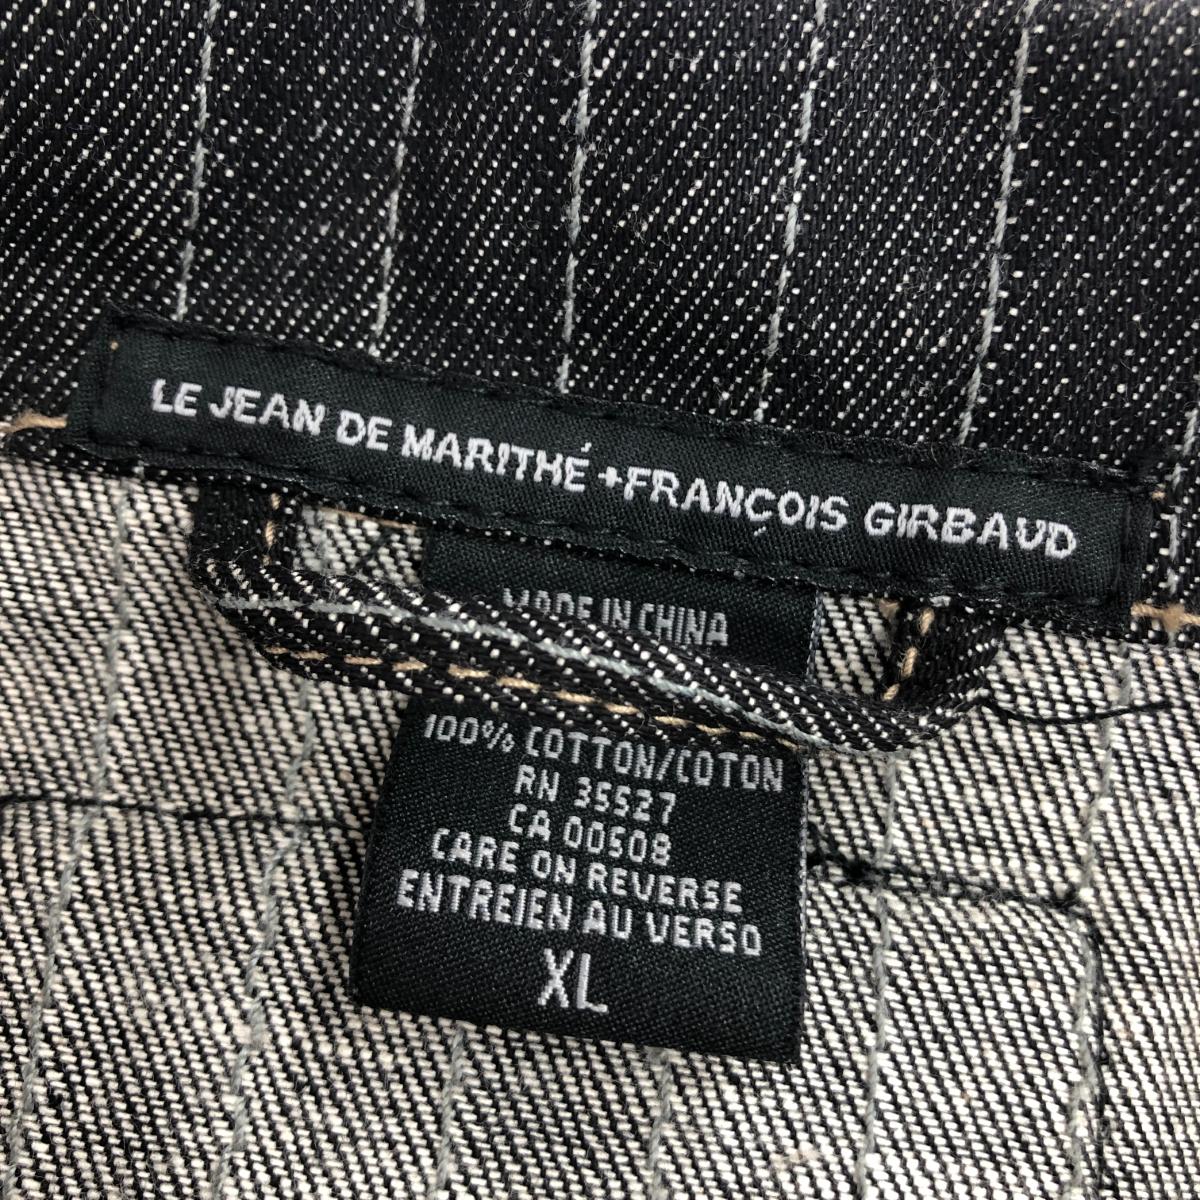 LE JEAN DE MARITHÉ + FRANÇOIS GIRBAUD
MADE IN CHINA
100% COTTON/COTON
RN 35527
CA 00508
CARE ON REVERSE
ENTREIEN AU VERSO
XL